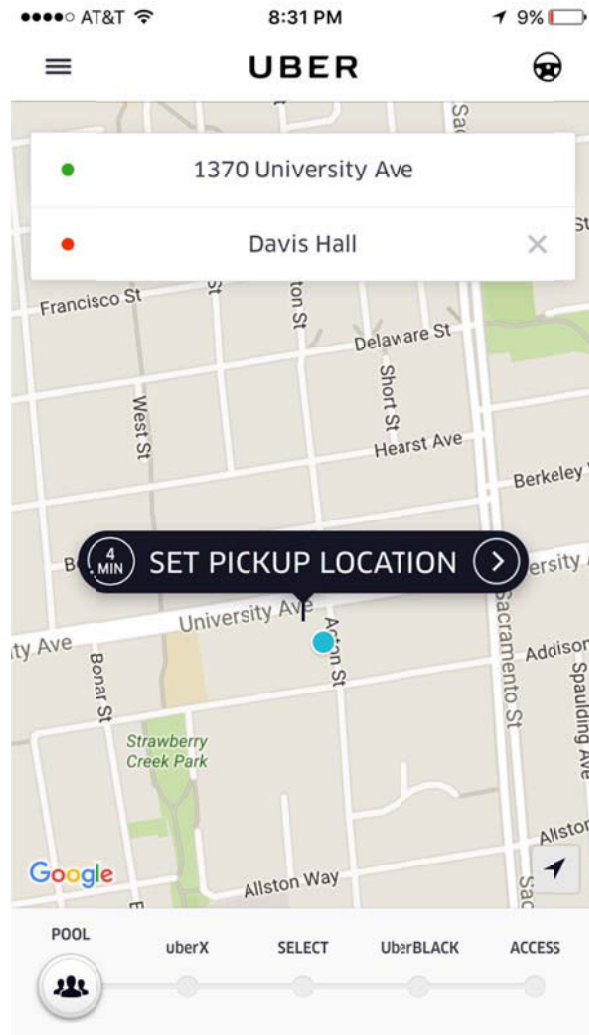 AT&T 8:31 PM 9%
UBER
1370 University Ave
Davis Hall
Francisco St
Delaware St
West St
Short St
Hearst Ave
Berkeley
4 MIN SET PICKUP LOCATION
University Ave
Acton St
Ave
Bonar St
Sacramento St
Addison
Spaulding Ave
Strawberry
Creek Park
Google
Allston Way
Allston
POOL uberX SELECT UberBLACK ACCESS